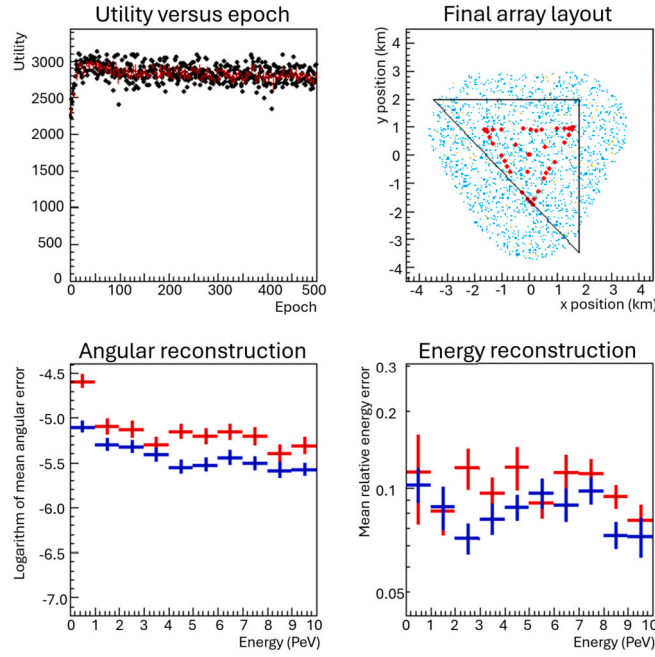 Utility versus epoch
Utility
3000
2500
2000
1500
1000
500
0
0 100 200 300 400 500
Epoch
Final array layout
y position (km)
4
3
2
1
0
-1
-2
-3
-4
-4 -3 -2 -1 0 1 2 3 4
x position (km)
Angular reconstruction
Logarithm of mean angular error
-4.5
-5.0
-5.5
-6.0
-6.5
-7.0
0 1 2 3 4 5 6 7 8 9 10
Energy (PeV)
Energy reconstruction
Mean relative energy error
0.3
0.2
0.1
0.05
0 1 2 3 4 5 6 7 8 9 10
Energy (PeV)